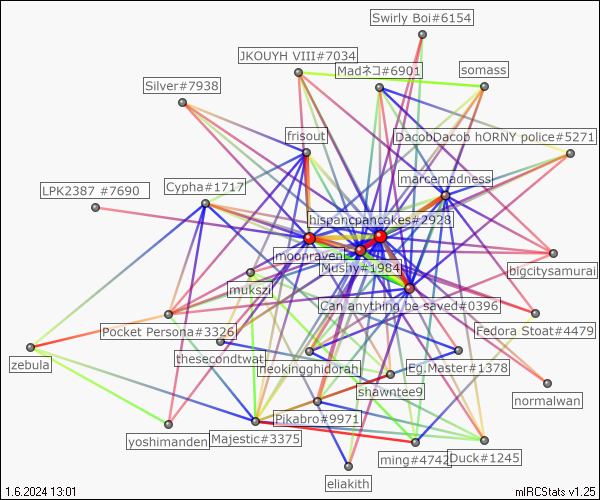 Swirly Boi#6154
JKOUYH VIII#7034
Madネコ#6901
somass
Silver#7938
frisout
DacobDacob hORNY police#5271
marcemadness
LPK2387 #7690
Cypha#1717
hispancpancakes#2928
moonraven
Mushy#1984
bigcitysamurai
mukszi
Can anything be saved#0396
Pocket Persona#3326
Fedora Stoat#4479
thesecondtwat
neokingghidorah
Eg.Master#1378
zebula
shawntee9
normalwan
Pikabro#9971
yoshimanden
Majestic#3375
ming#4742
Duck#1245
eliakith
1.6.2024 13:01
mIRCStats v1.25